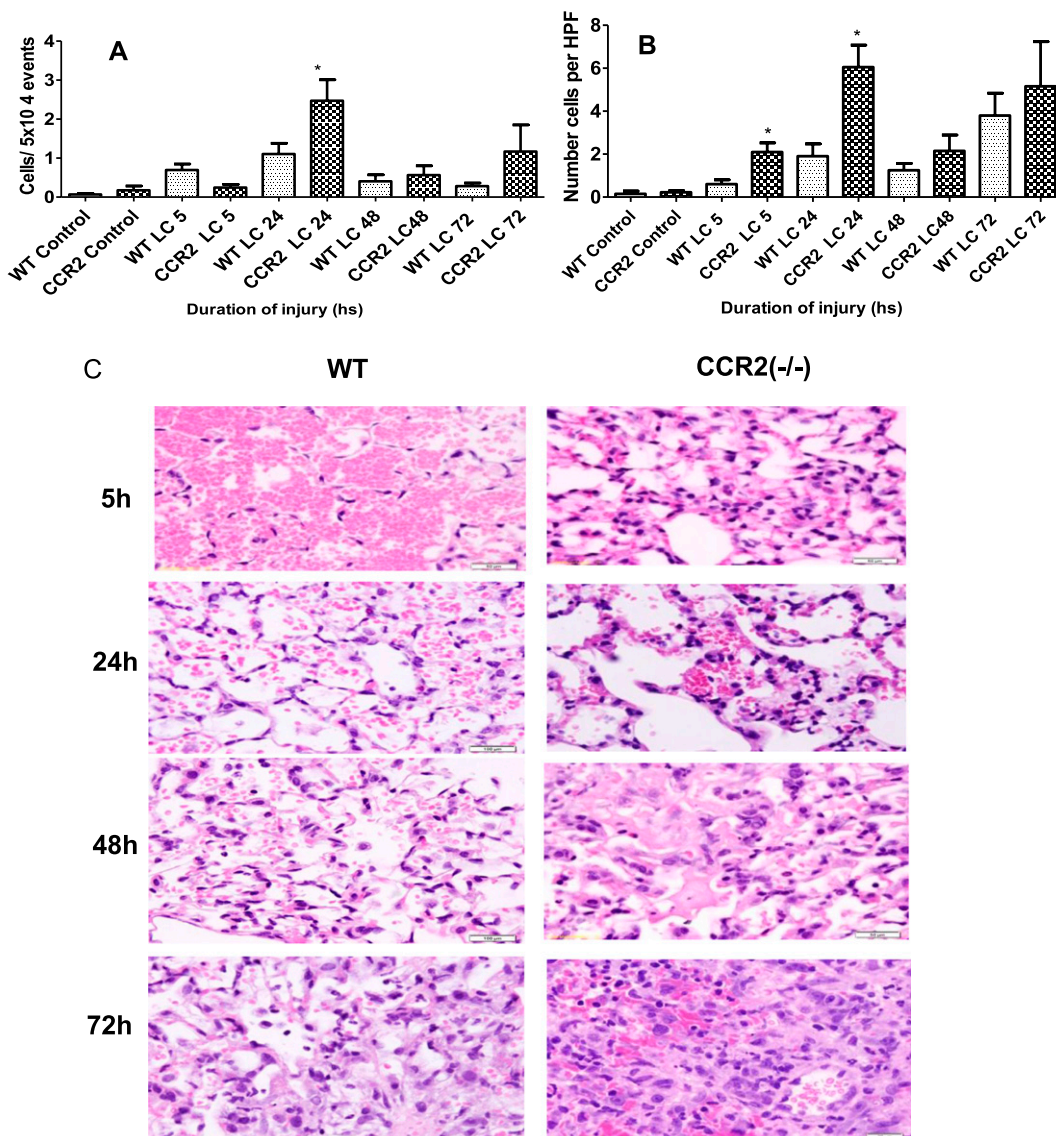 A
Cells/ 5x10 4 events
4
3
2
1
0
*
WT Control
CCR2 Control
WT LC 5
CCR2 LC 5
WT LC 24
CCR2 LC 24
WT LC 48
CCR2 LC48
WT LC 72
CCR2 LC 72
Duration of injury (hs)
B
Number cells per HPF
8
6
4
2
0
*
*
WT Control
CCR2 Control
WT LC 5
CCR2 LC 5
WT LC 24
CCR2 LC 24
WT LC 48
CCR2 LC48
WT LC 72
CCR2 LC 72
Duration of injury (hs)
C
WT
CCR2(-/-)
5h
24h
48h
72h
100 µm
100 µm